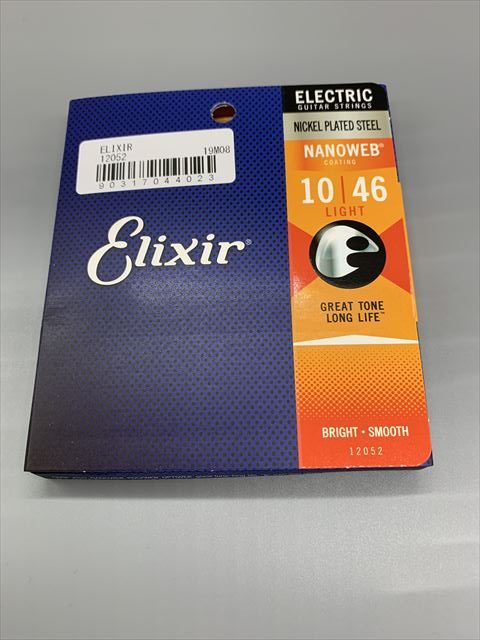 ELIXIR
12052 19M08
90317044023
Elixir®
ELECTRIC
GUITAR STRINGS
NICKEL PLATED STEEL
NANOWEB®
COATING
10 | 46
LIGHT
GREAT TONE
LONG LIFE™
BRIGHT • SMOOTH
12052